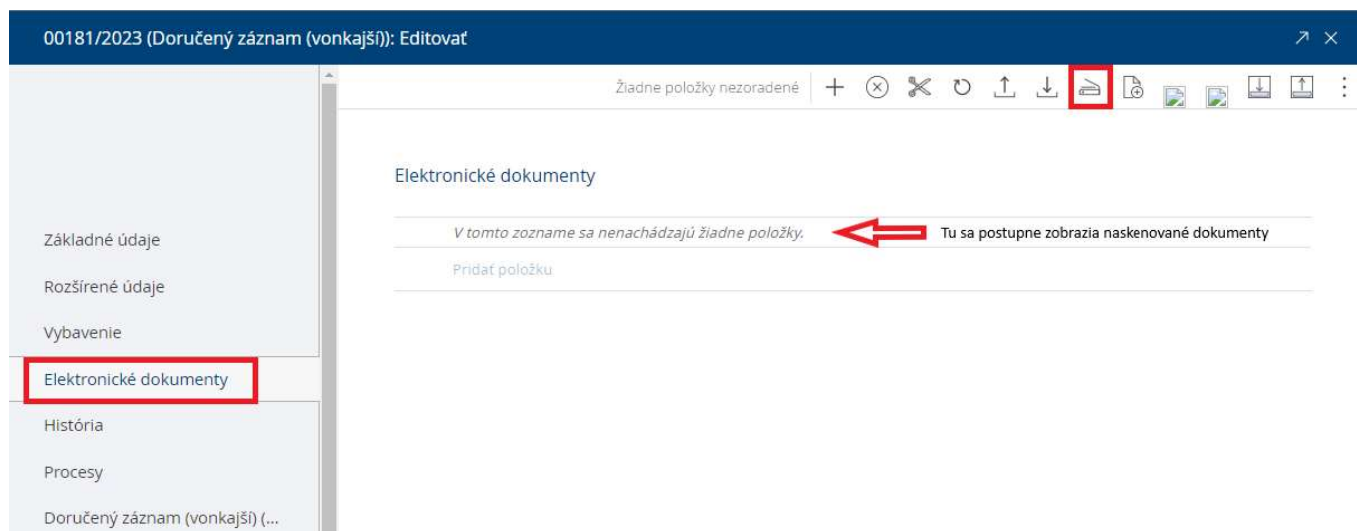 00181/2023 (Doručený záznam (vonkajší)): Editovať
Žiadne položky nezoradené
Elektronické dokumenty
V tomto zozname sa nenachádzajú žiadne položky.
Tu sa postupne zobrazia naskenované dokumenty
Pridať položku
Základné údaje
Rozšírené údaje
Vybavenie
Elektronické dokumenty
História
Procesy
Doručený záznam (vonkajší) (...